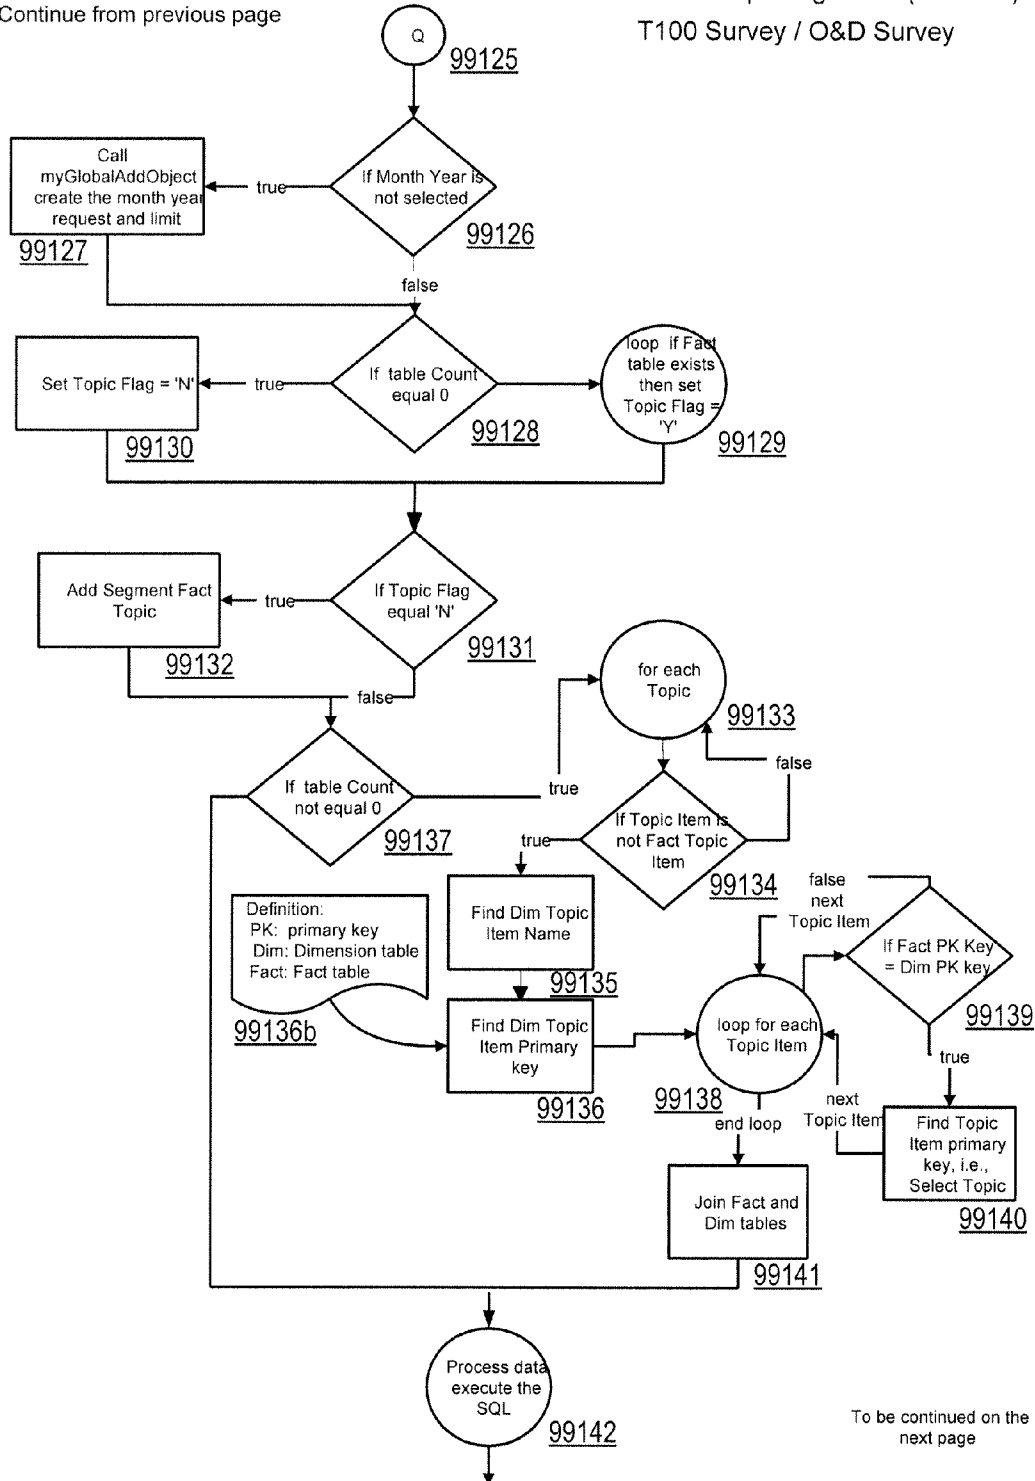 Continue from previous page
T100 Survey / O&D Survey
Q
99125
If Month Year is
not selected
99126
true
Call
myGlobalAddObject
create the month year
request and limit
99127
false
If table Count
equal 0
99128
true
Set Topic Flag = 'N'
99130
loop if Fact
table exists
then set
Topic Flag =
'Y'
99129
If Topic Flag
equal 'N'
99131
true
Add Segment Fact
Topic
99132
false
If table Count
not equal 0
99137
true
for each
Topic
99133
false
If Topic Item is
not Fact Topic
Item
99134
true
Find Dim Topic
Item Name
99135
Definition:
PK: primary key
Dim: Dimension table
Fact: Fact table
99136b
Find Dim Topic
Item Primary
key
99136
loop for each
Topic Item
99138
false
next
Topic Item
If Fact PK Key
= Dim PK key
99139
true
next
Topic Item
Find Topic
Item primary
key, i.e.,
Select Topic
99140
end loop
Join Fact and
Dim tables
99141
Process data
execute the
SQL
99142
To be continued on the
next page